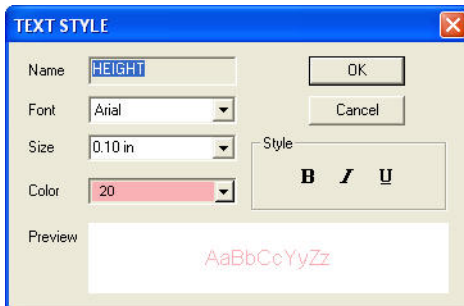 TEXT STYLE
Name HEIGHT OK
Font Arial Cancel
Size 0.10 in Style
B I U
Color 20
Preview AaBbCcYyZz